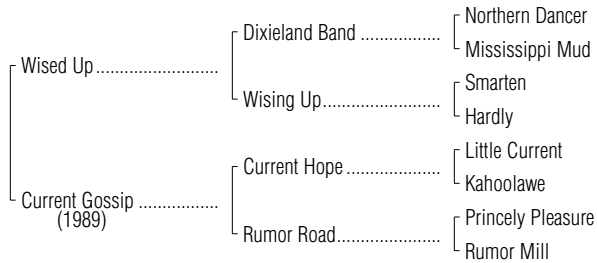 Northern Dancer
Dixieland Band .................
Mississippi Mud
Wised Up..........................
Smarten
Wising Up.........................
Hardly
Little Current
Current Hope ....................
Kahoolawe
Current Gossip .................
(1989)
Princely Pleasure
Rumor Road......................
Rumor Mill